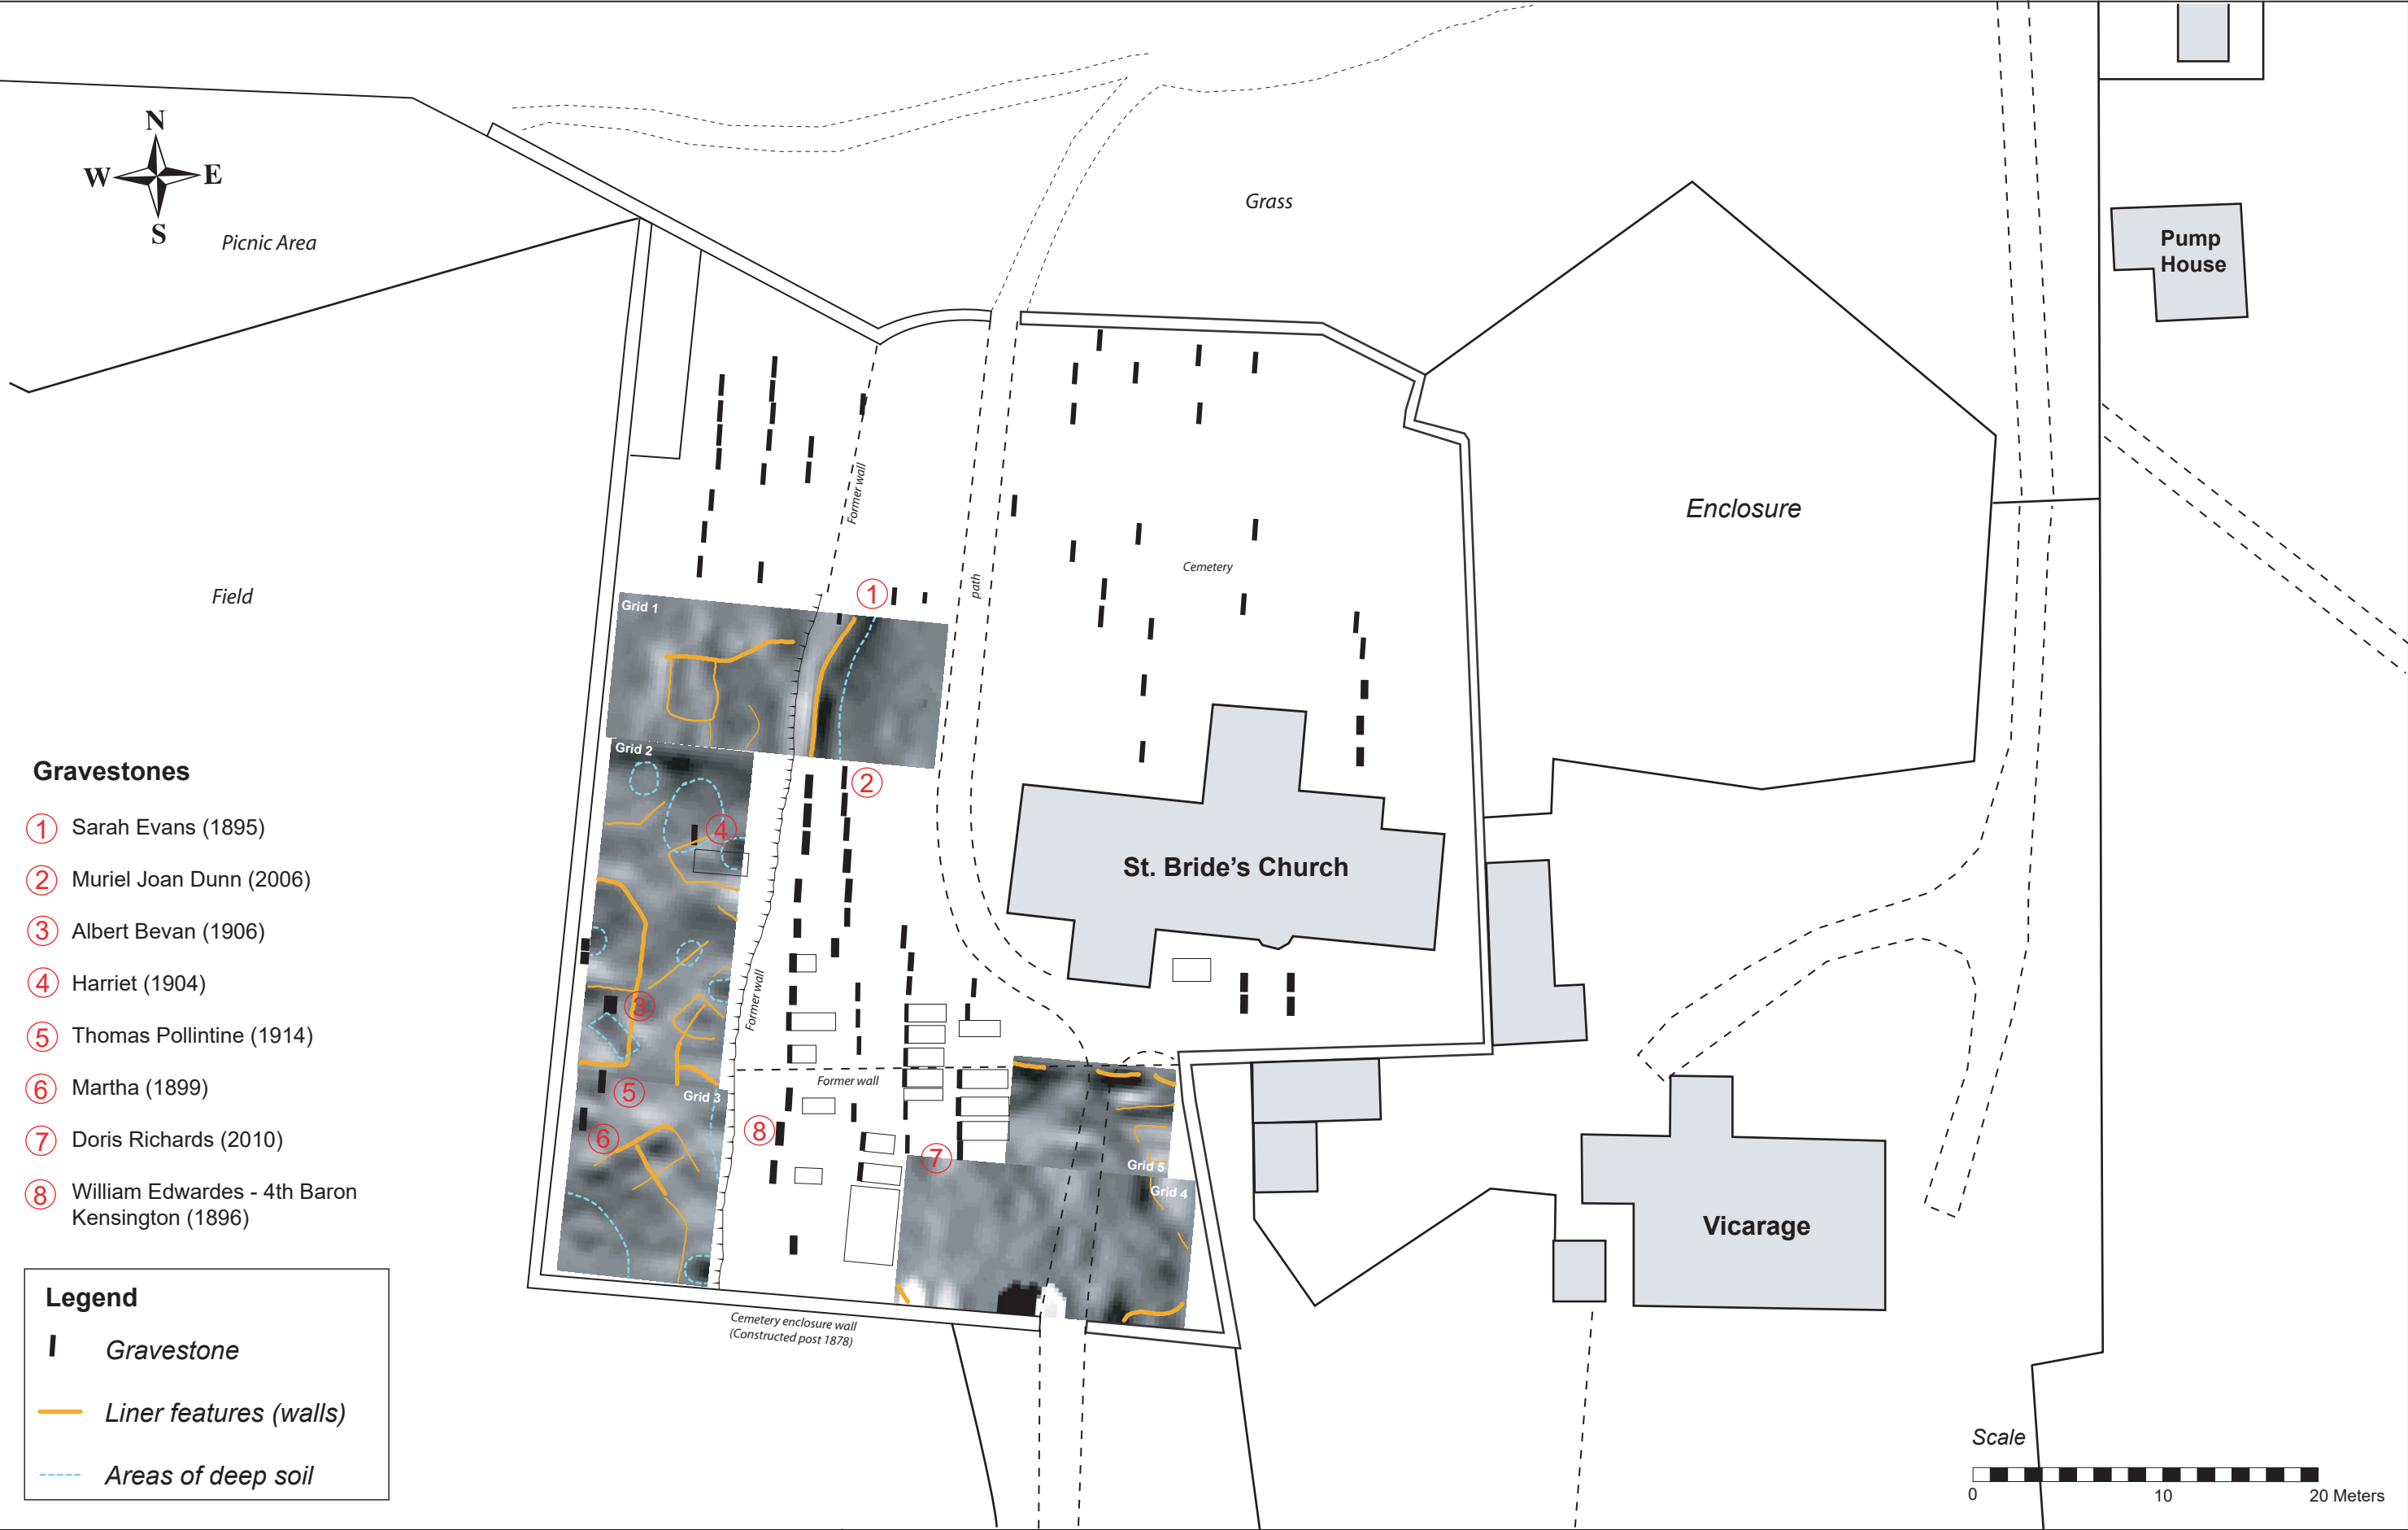 N
W E
S
Picnic Area
Grass
Pump
House
Enclosure
Field
Former wall
path
Cemetery
Grid 1
1
Grid 2
2
4
St. Bride’s Church
3
Former wall
Former wall
5
Grid 3
6
8
7
Grid 5
Grid 4
Vicarage
Cemetery enclosure wall
(Constructed post 1878)
Gravestones
1 Sarah Evans (1895)
2 Muriel Joan Dunn (2006)
3 Albert Bevan (1906)
4 Harriet (1904)
5 Thomas Pollintine (1914)
6 Martha (1899)
7 Doris Richards (2010)
8 William Edwardes - 4th Baron
Kensington (1896)
Legend
Gravestone
Liner features (walls)
Areas of deep soil
Scale
0 10 20 Meters